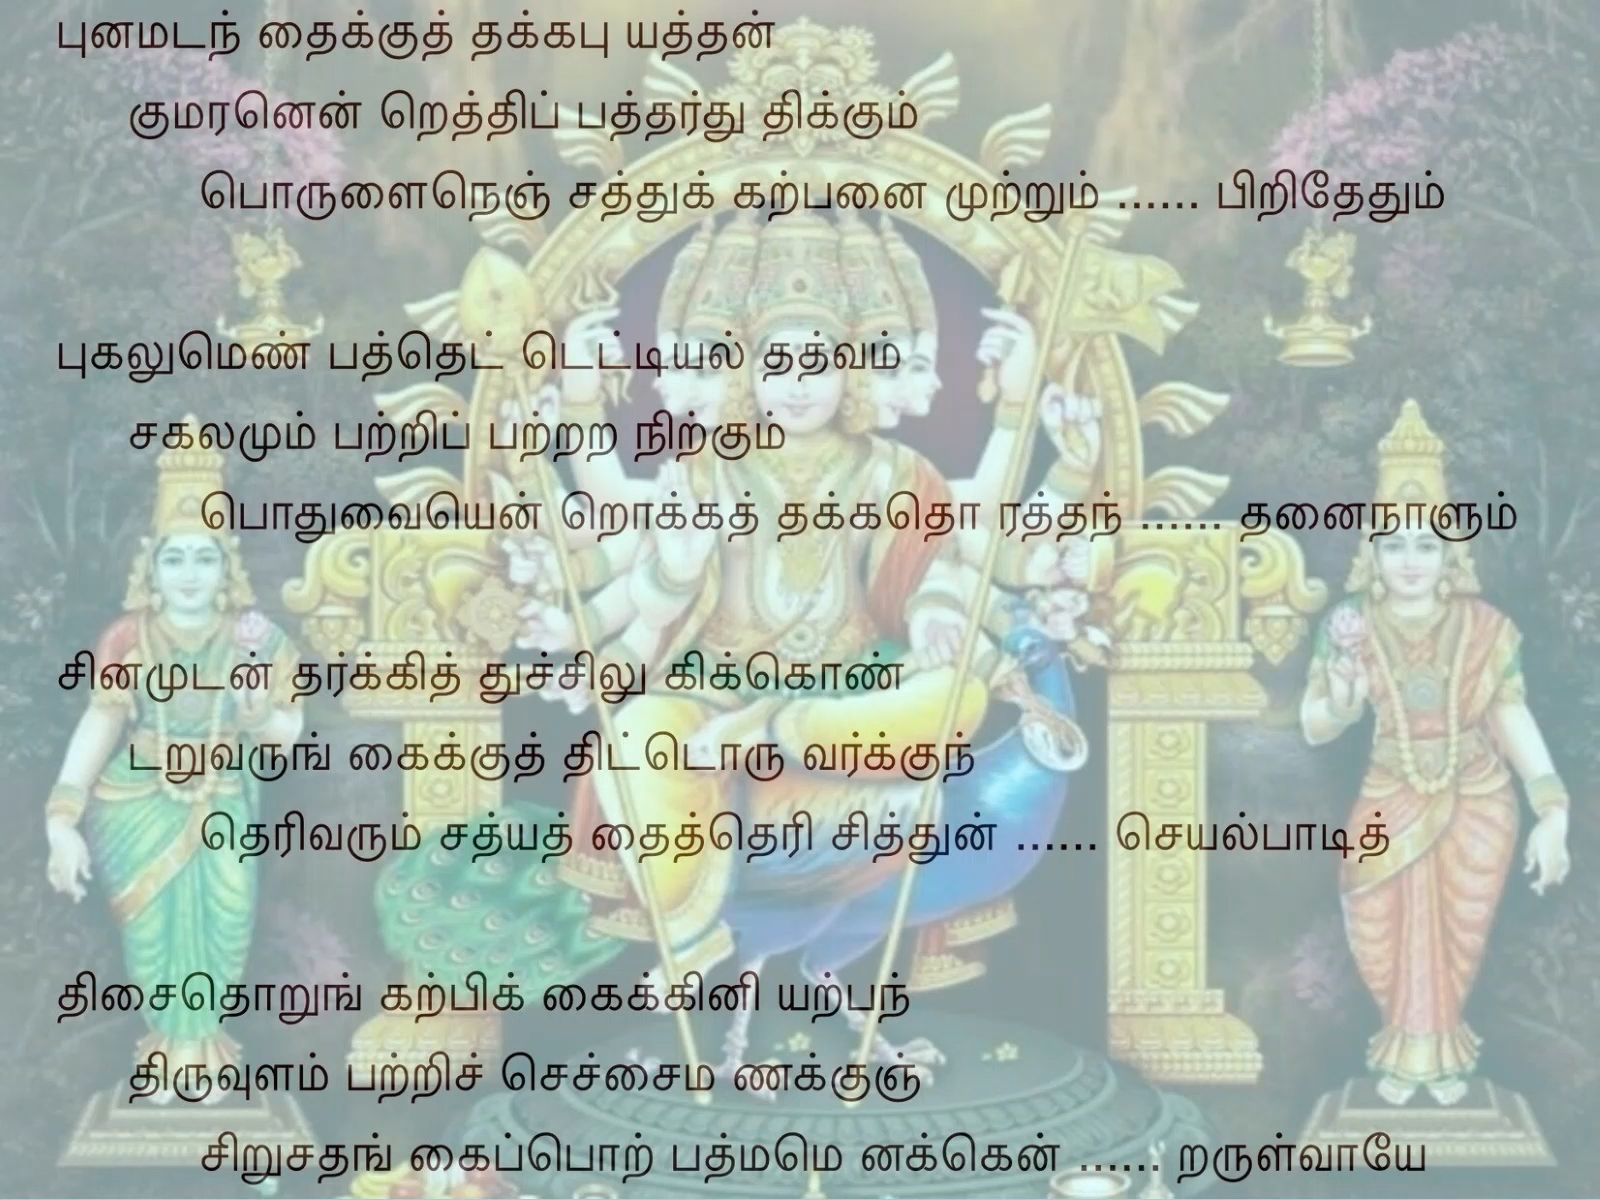 புனமடந் தைக்குத் தக்கபு யத்தன்
குமரனென் றெத்திப் பத்தர்து திக்கும்
பொருளைநெஞ் சத்துக் கற்பனை முற்றும் ...... பிறிதேதும்
புகலுமெண் பத்தெட் டெட்டியல் தத்வம்
சகலமும் பற்றிப் பற்றற நிற்கும்
பொதுவையென் றொக்கத் தக்கதொ ரத்தந் ...... தனைநாளும்
சினமுடன் தர்க்கித் துச்சிலு கிக்கொண்
டறுவருங் கைக்குத் திட்டொரு வர்க்குந்
தெரிவரும் சத்யத் தைத்தெரி சித்துன் ...... செயல்பாடித்
திசைதொறுங் கற்பிக் கைக்கினி யற்பந்
திருவுளம் பற்றிச் செச்சைம ணக்குஞ்
சிறுசதங் கைப்பொற் பத்மமெ னக்கென் ...... றருள்வாயே